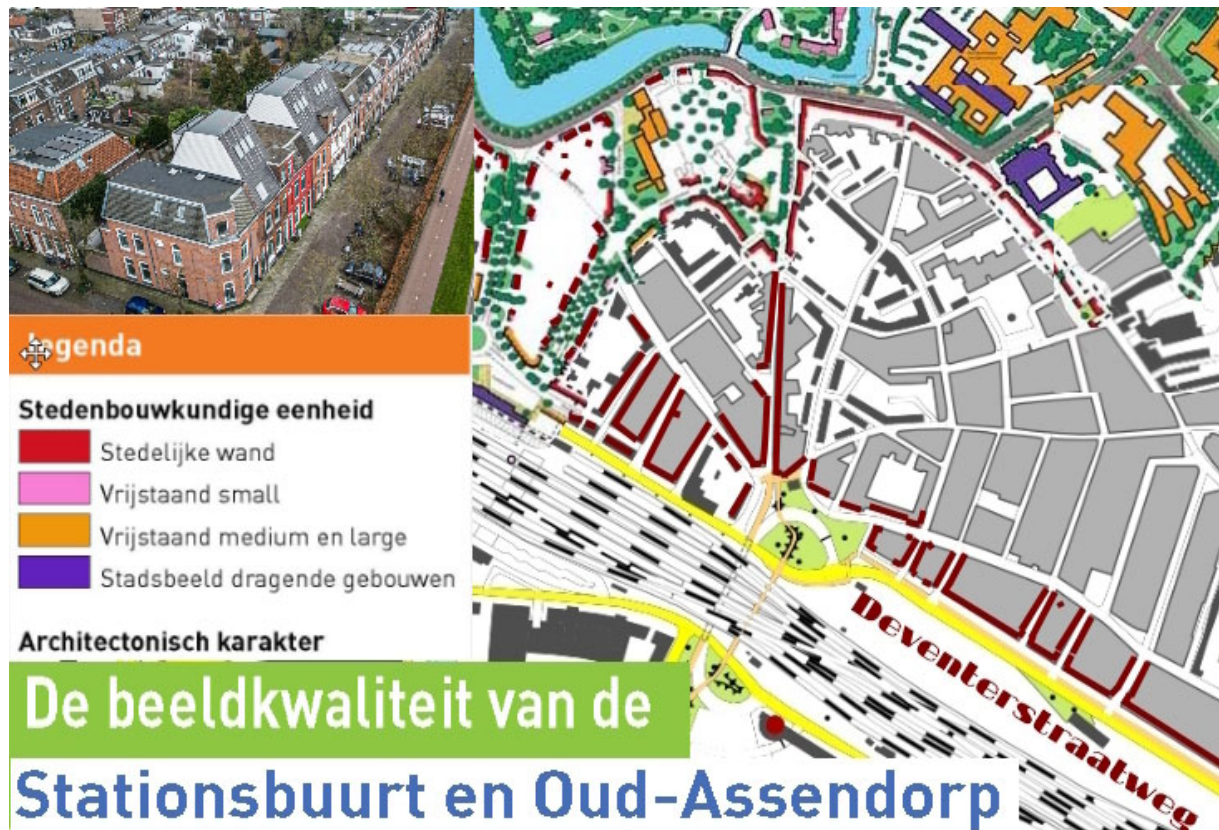 Legenda
Stedenbouwkundige eenheid
Stedelijke wand
Vrijstaand small
Vrijstaand medium en large
Stadsbeeld dragende gebouwen
Architectonisch karakter
De beeldkwaliteit van de
Stationsbuurt en Oud-Assendorp
Deventerstraatweg